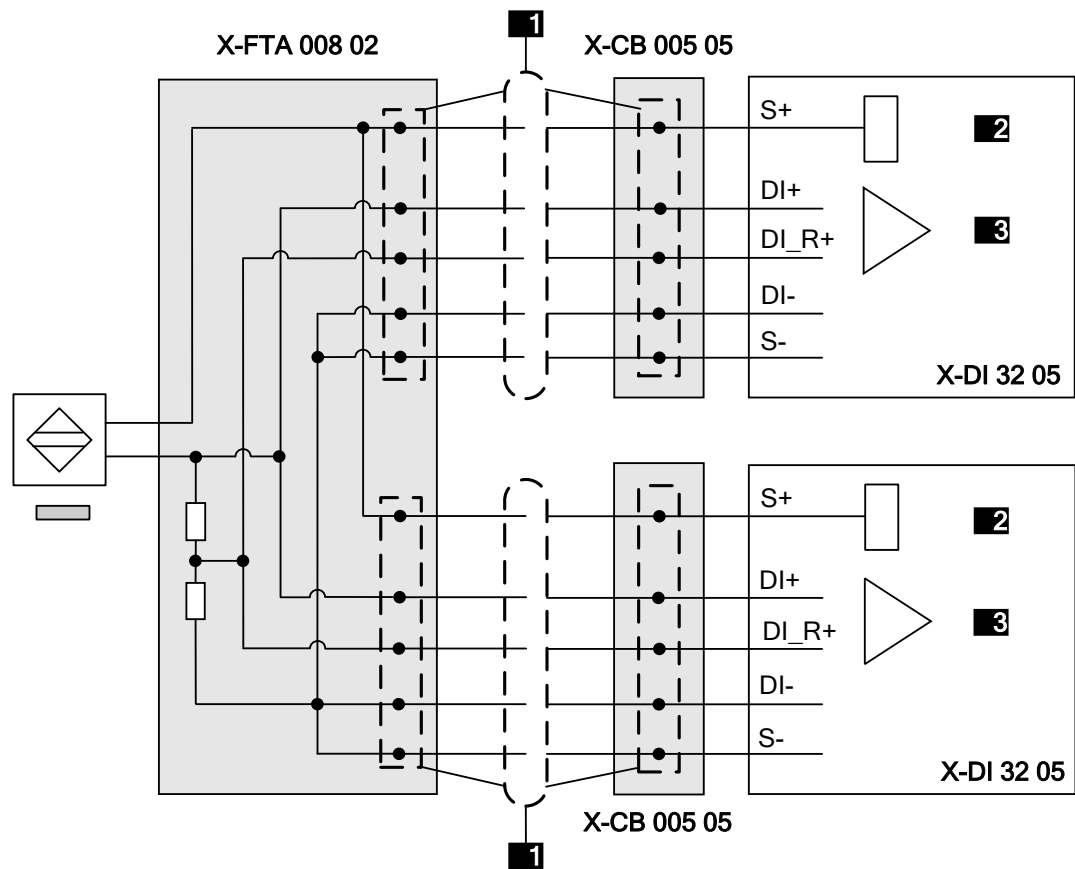 1
X-FTA 008 02
X-CB 005 05
S+
2
DI+
3
DI_R+
DI-
S-
X-DI 32 05
S+
2
DI+
3
DI_R+
DI-
S-
X-DI 32 05
X-CB 005 05
1